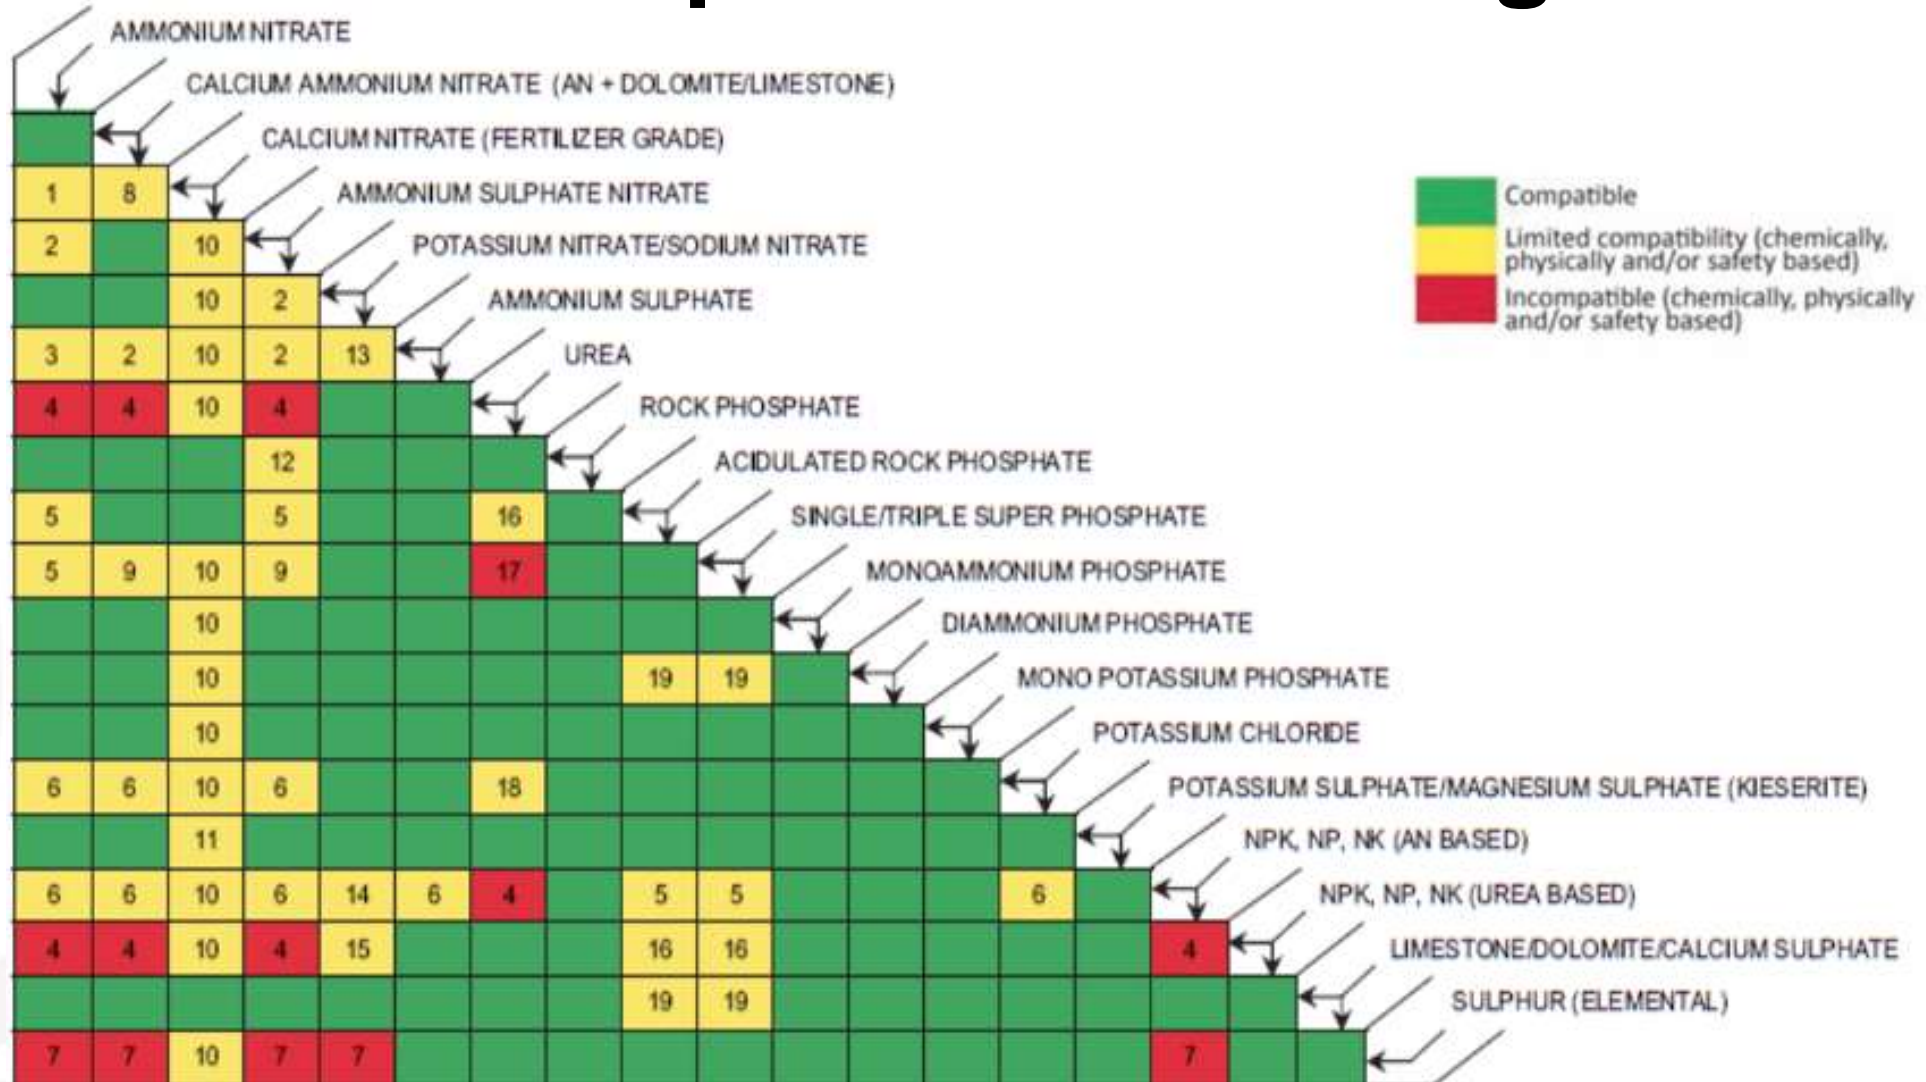 AMMONIUM NITRATE
CALCIUM AMMONIUM NITRATE (AN + DOLOMITE/LIMESTONE)
CALCIUM NITRATE (FERTILIZER GRADE)
1 8
AMMONIUM SULPHATE NITRATE
Compatible
2 10
POTASSIUM NITRATE/SODIUM NITRATE
Limited compatibility (chemically,
physically and/or safety based)
10 2
AMMONIUM SULPHATE
Incompatible (chemically, physically
and/or safety based)
3 2 10 2 13
UREA
4 4 10 4
ROCK PHOSPHATE
12
ACIDULATED ROCK PHOSPHATE
5 5 16
SINGLE/TRIPLE SUPER PHOSPHATE
5 9 10 9 17
MONOAMMONIUM PHOSPHATE
10
DIAMMONIUM PHOSPHATE
10 19 19
MONO POTASSIUM PHOSPHATE
10
POTASSIUM CHLORIDE
6 6 10 6 18
POTASSIUM SULPHATE/MAGNESIUM SULPHATE (KIESERITE)
11
NPK, NP, NK (AN BASED)
6 6 10 6 14 6 4 5 5 6
NPK, NP, NK (UREA BASED)
4 4 10 4 15 16 16 4
LIMESTONE/DOLOMITE/CALCIUM SULPHATE
19 19
SULPHUR (ELEMENTAL)
7 7 10 7 7 7